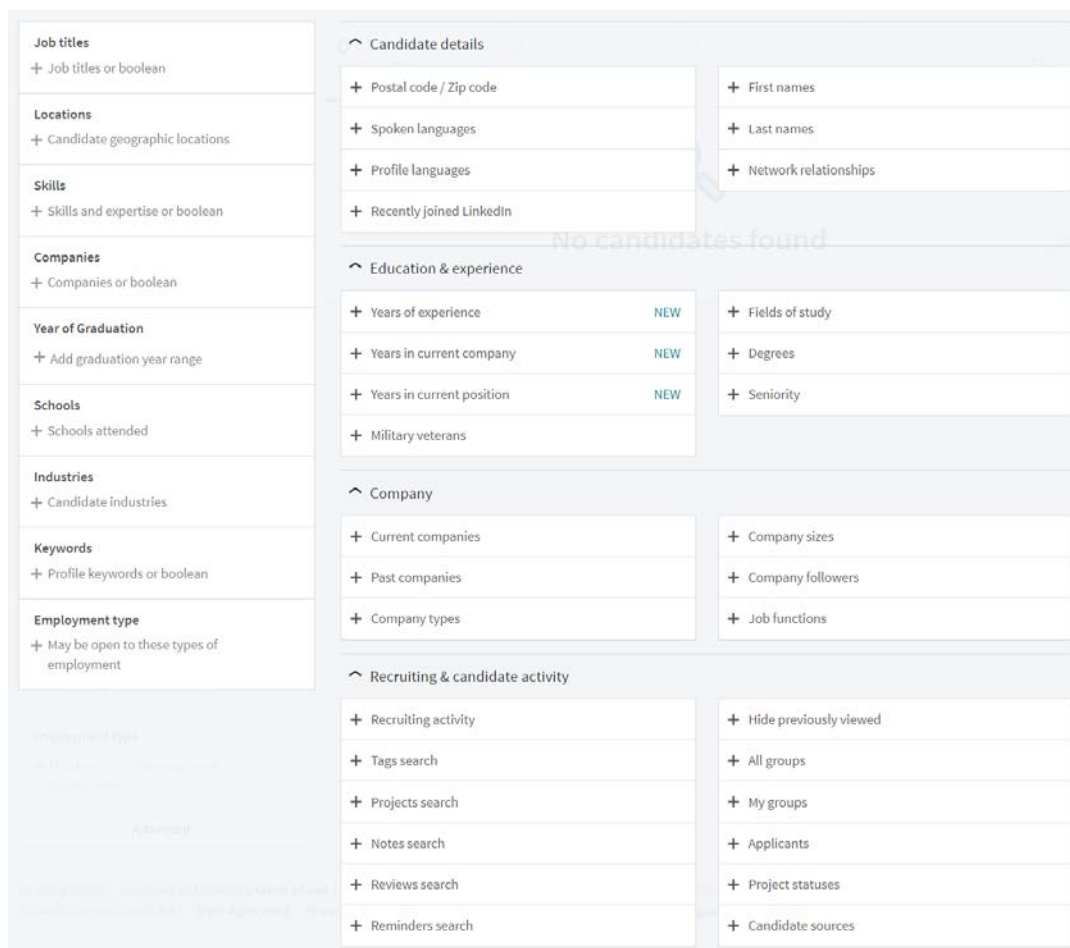 Job titles
+ Job titles or boolean
Locations
+ Candidate geographic locations
Skills
+ Skills and expertise or boolean
Companies
+ Companies or boolean
Year of Graduation
+ Add graduation year range
Schools
+ Schools attended
Industries
+ Candidate industries
Keywords
+ Profile keywords or boolean
Employment type
+ May be open to these types of
employment
Employment type
Advanced
Candidate details
+ Postal code / Zip code
+ Spoken languages
+ Profile languages
+ Recently joined LinkedIn
+ First names
+ Last names
+ Network relationships
No candidates found
Education & experience
+ Years of experience NEW
+ Years in current company NEW
+ Years in current position NEW
+ Military veterans
+ Fields of study
+ Degrees
+ Seniority
Company
+ Current companies
+ Past companies
+ Company types
+ Company sizes
+ Company followers
+ Job functions
Recruiting & candidate activity
+ Recruiting activity
+ Tags search
+ Projects search
+ Notes search
+ Reviews search
+ Reminders search
+ Hide previously viewed
+ All groups
+ My groups
+ Applicants
+ Project statuses
+ Candidate sources